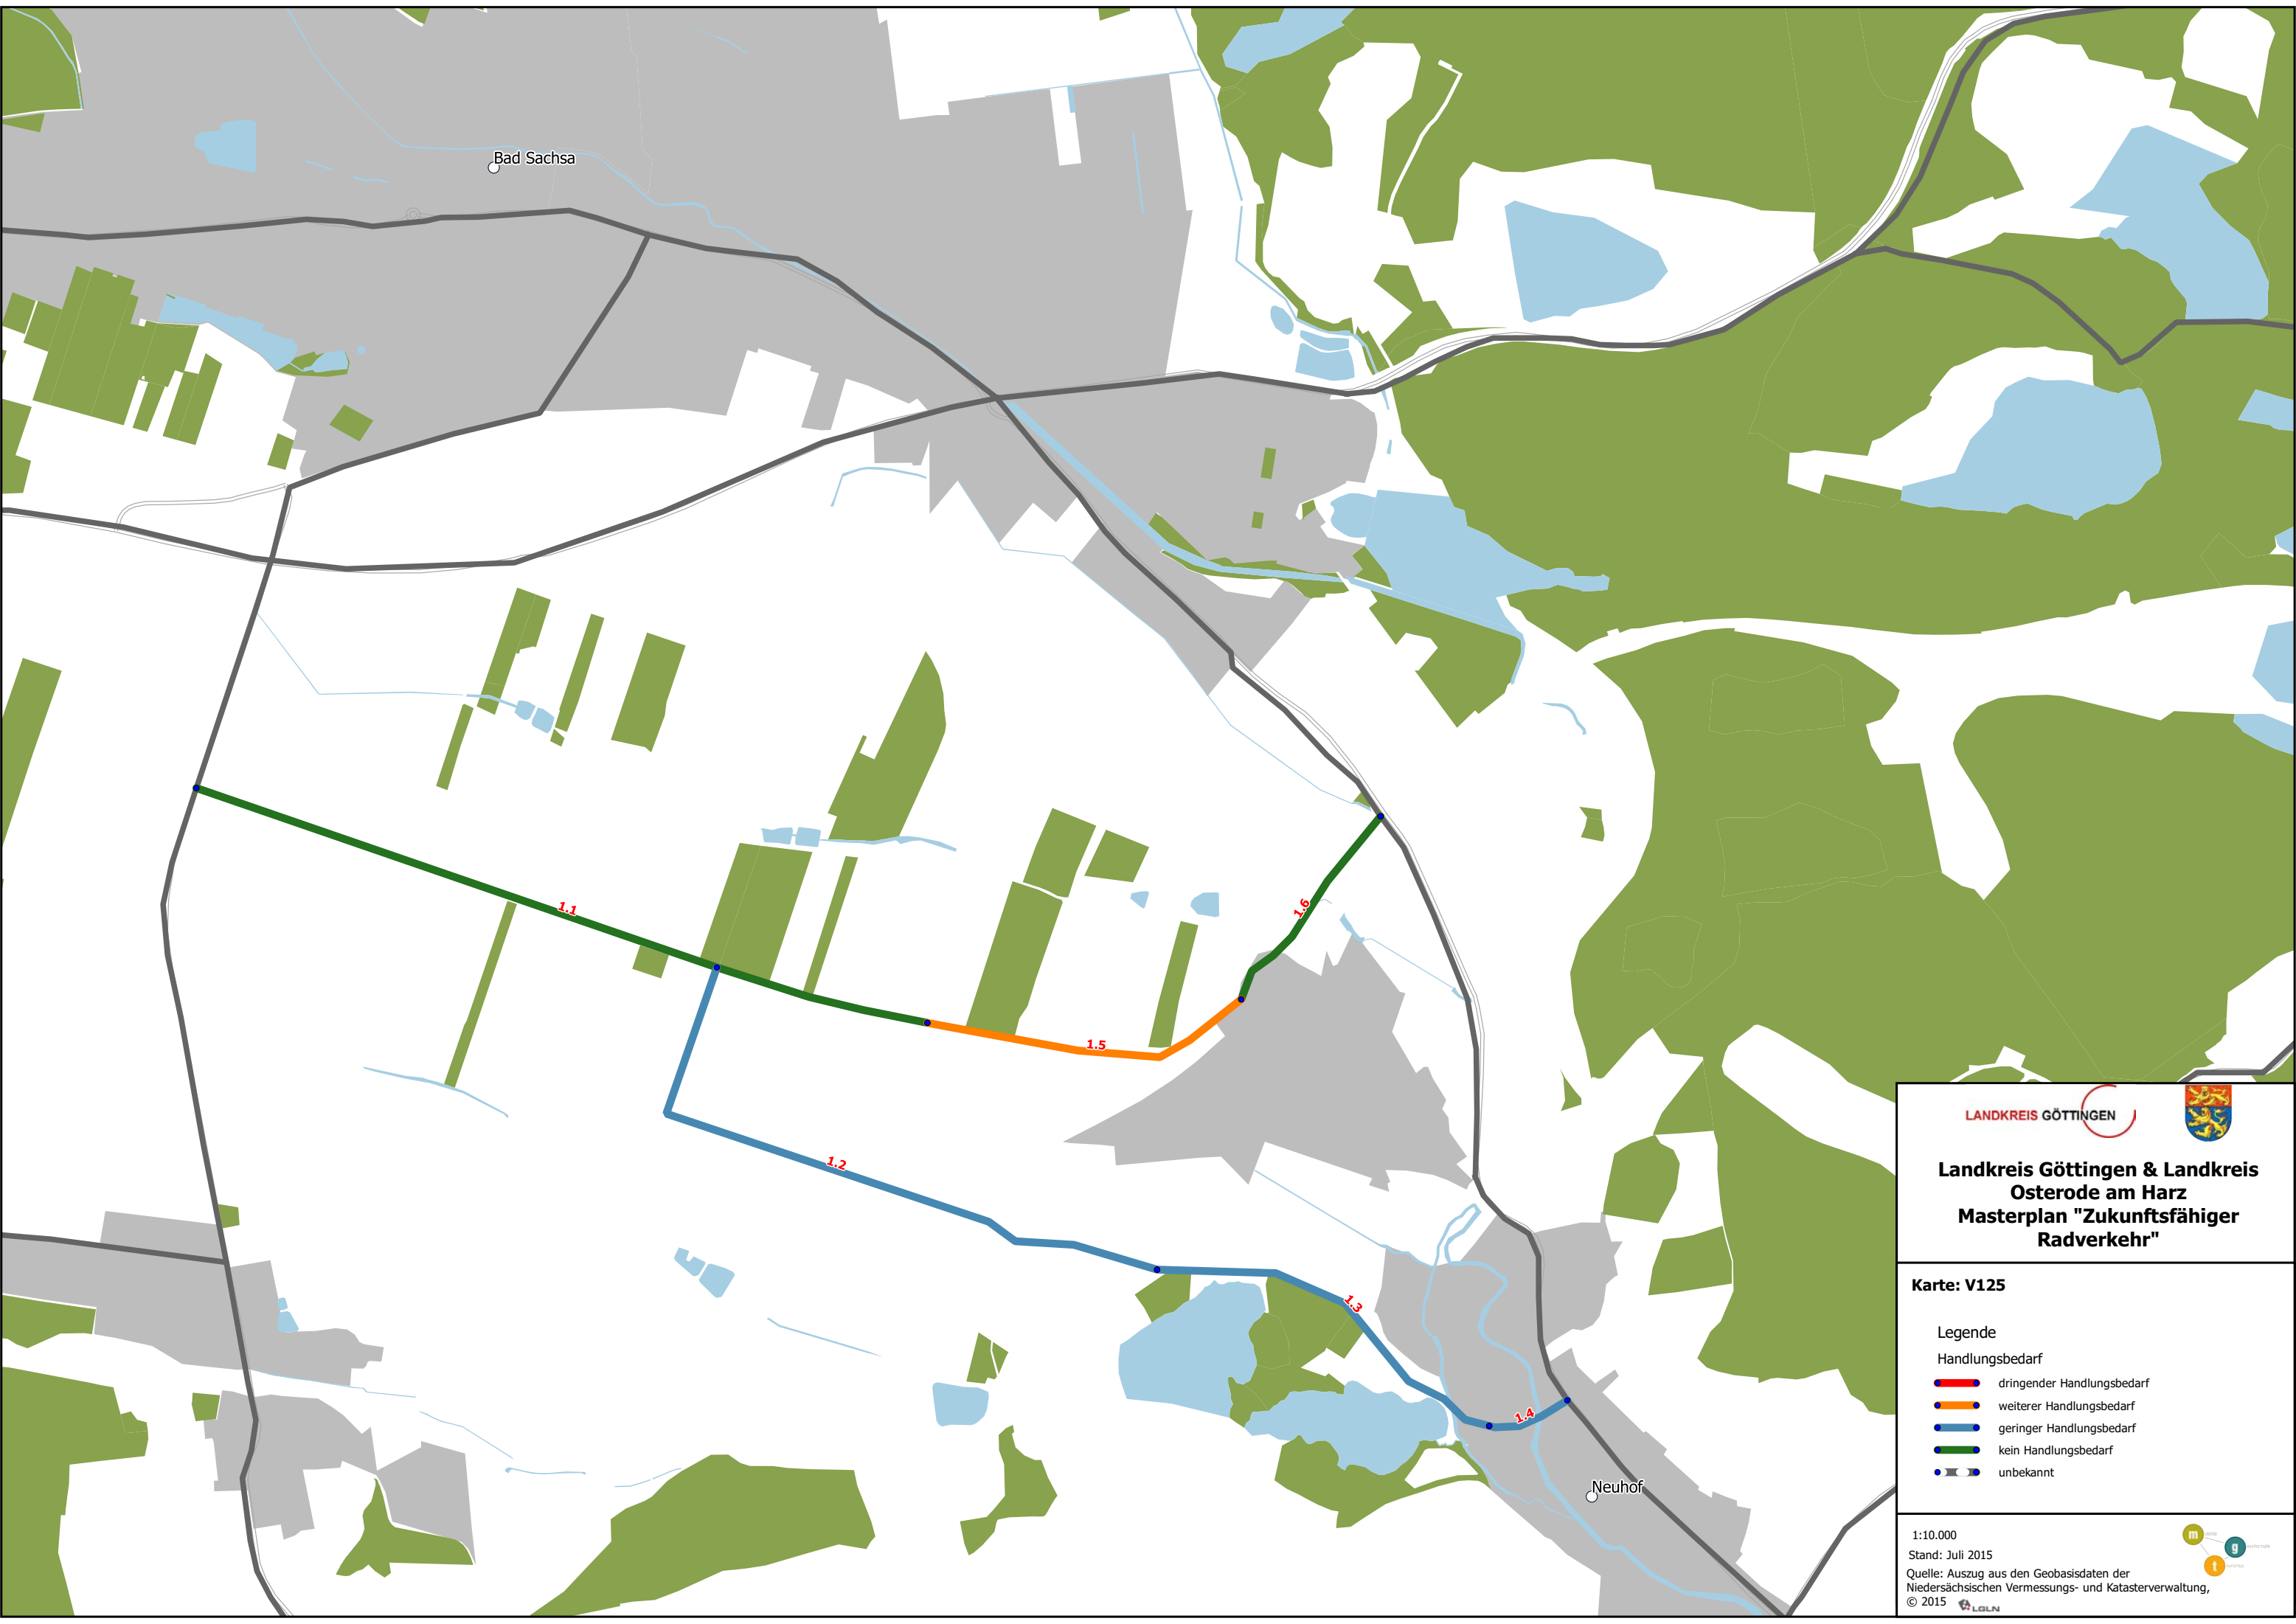 Bad Sachsa
1.1
1.6
1.5
1.2
1.3
1.4
Neuhof
LANDKREIS GÖTTINGEN
Landkreis Göttingen & Landkreis
Osterode am Harz
Masterplan "Zukunftsfähiger
Radverkehr"
Karte: V125
Legende
Handlungsbedarf
dringender Handlungsbedarf
weiterer Handlungsbedarf
geringer Handlungsbedarf
kein Handlungsbedarf
unbekannt
1:10.000
Stand: Juli 2015
Quelle: Auszug aus den Geobasisdaten der
Niedersächsischen Vermessungs- und Katasterverwaltung,
© 2015 LGLN
m
g
t